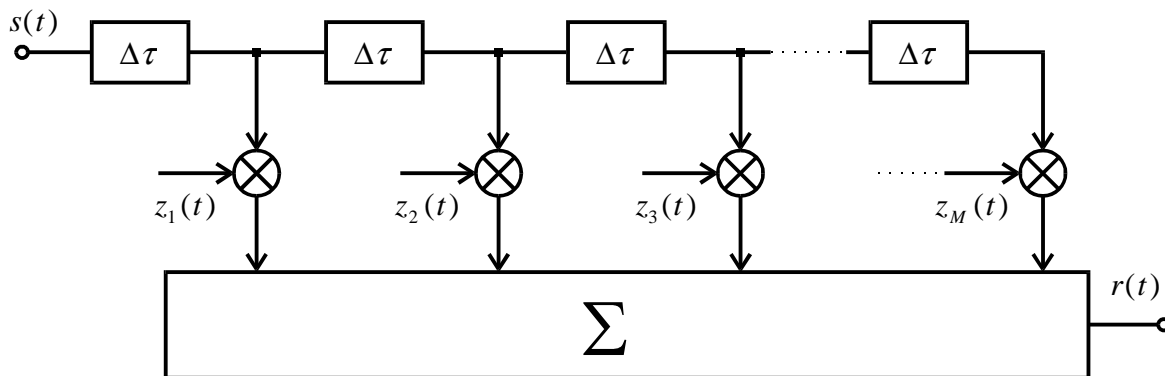 s(t)
Δτ Δτ Δτ Δτ
z₁(t) z₂(t) z₃(t) z_M(t)
r(t)
Σ